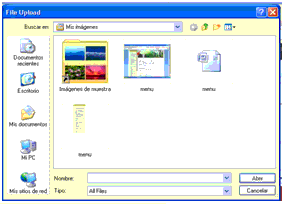 File Upload
Buscar en:
Mis imágenes
Documentos
recientes
Escritorio
Mis documentos
Mi PC
Mis sitios de red
Imágenes de muestra
menu
menu
menu
Nombre:
Abrir
Tipo:
All Files
Cancelar